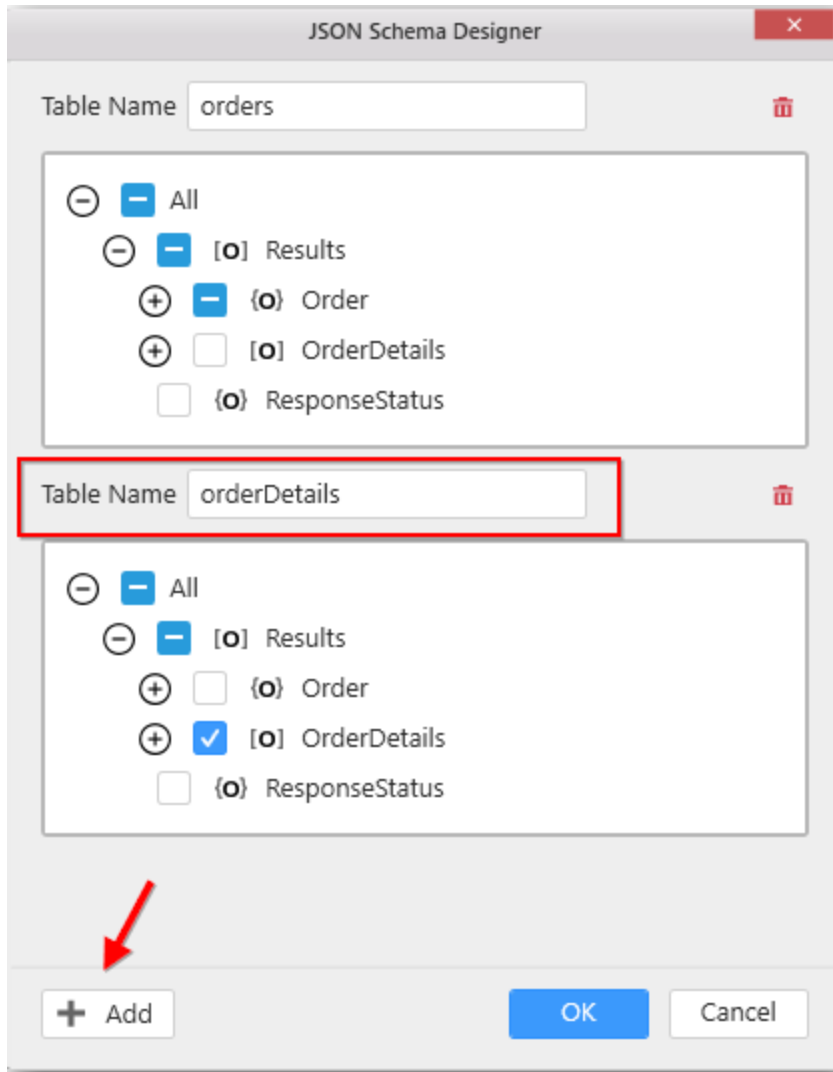 JSON Schema Designer
Table Name orders
All
[O] Results
{O} Order
[O] OrderDetails
{O} ResponseStatus
Table Name orderDetails
All
[O] Results
{O} Order
[O] OrderDetails
{O} ResponseStatus
Add OK Cancel